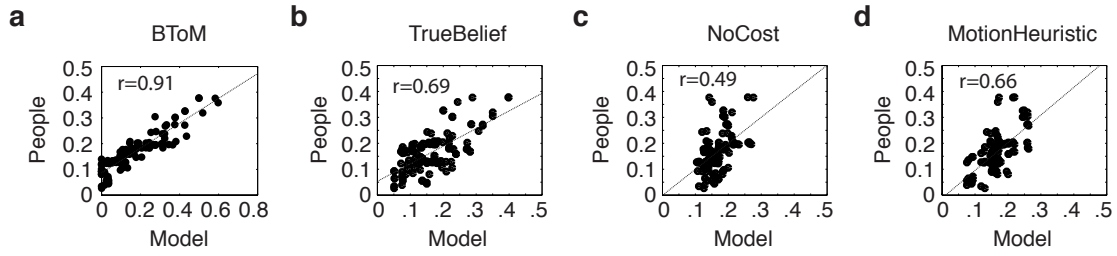 a
BToM
r=0.91
People
0.5
0.4
0.3
0.2
0.1
0
0 0.2 0.4 0.6 0.8
Model
b
TrueBelief
r=0.69
People
0.5
0.4
0.3
0.2
0.1
0
0 .1 .2 .3 .4 .5
Model
c
NoCost
r=0.49
People
0.5
0.4
0.3
0.2
0.1
0
0 .1 .2 .3 .4 .5
Model
d
MotionHeuristic
r=0.66
People
0.5
0.4
0.3
0.2
0.1
0
0 .1 .2 .3 .4 .5
Model